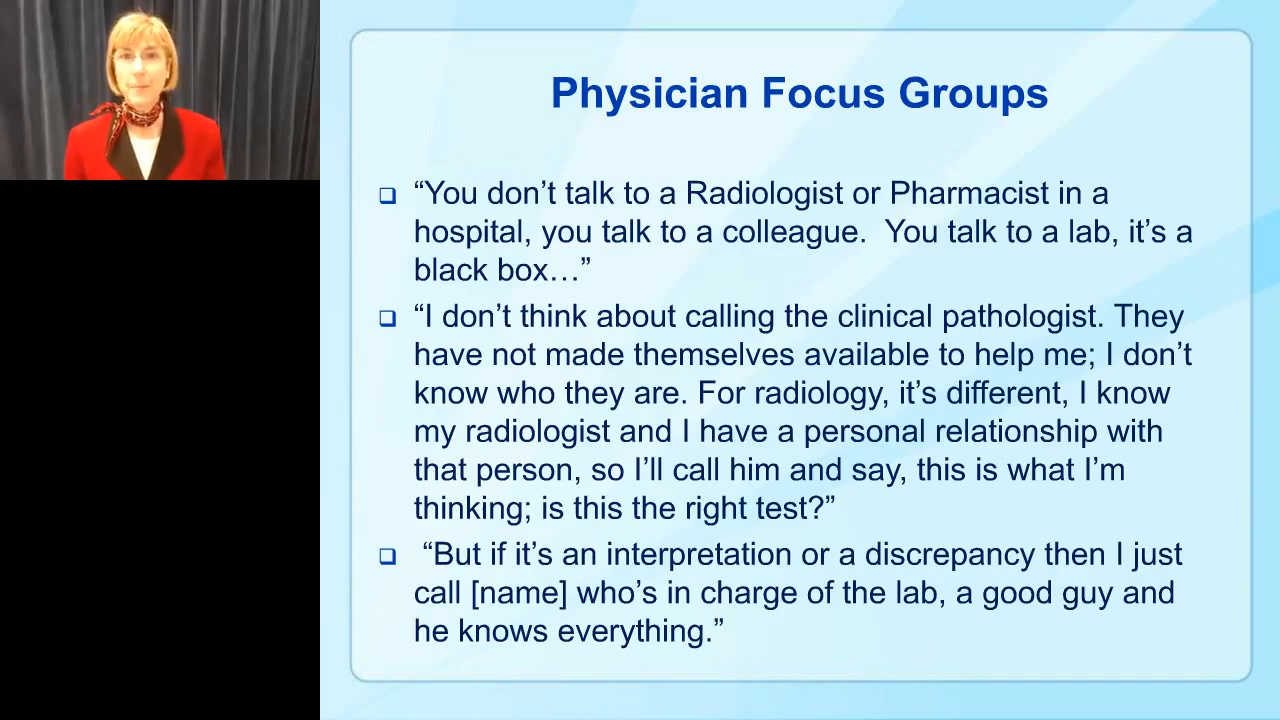 Physician Focus Groups
“You don’t talk to a Radiologist or Pharmacist in a
hospital, you talk to a colleague.  You talk to a lab, it’s a
black box…”
“I don’t think about calling the clinical pathologist. They
have not made themselves available to help me; I don’t
know who they are. For radiology, it’s different, I know
my radiologist and I have a personal relationship with
that person, so I’ll call him and say, this is what I’m
thinking; is this the right test?”
“But if it’s an interpretation or a discrepancy then I just
call [name] who’s in charge of the lab, a good guy and
he knows everything.”